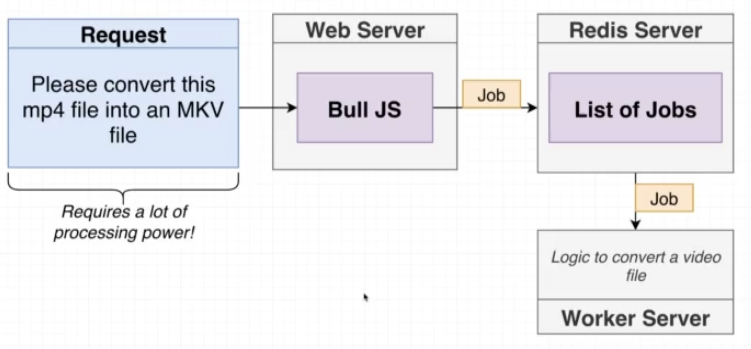 Request
Please convert this
mp4 file into an MKV
file
Requires a lot of
processing power!
Web Server
Bull JS
Job
Redis Server
List of Jobs
Job
Logic to convert a video
file
Worker Server